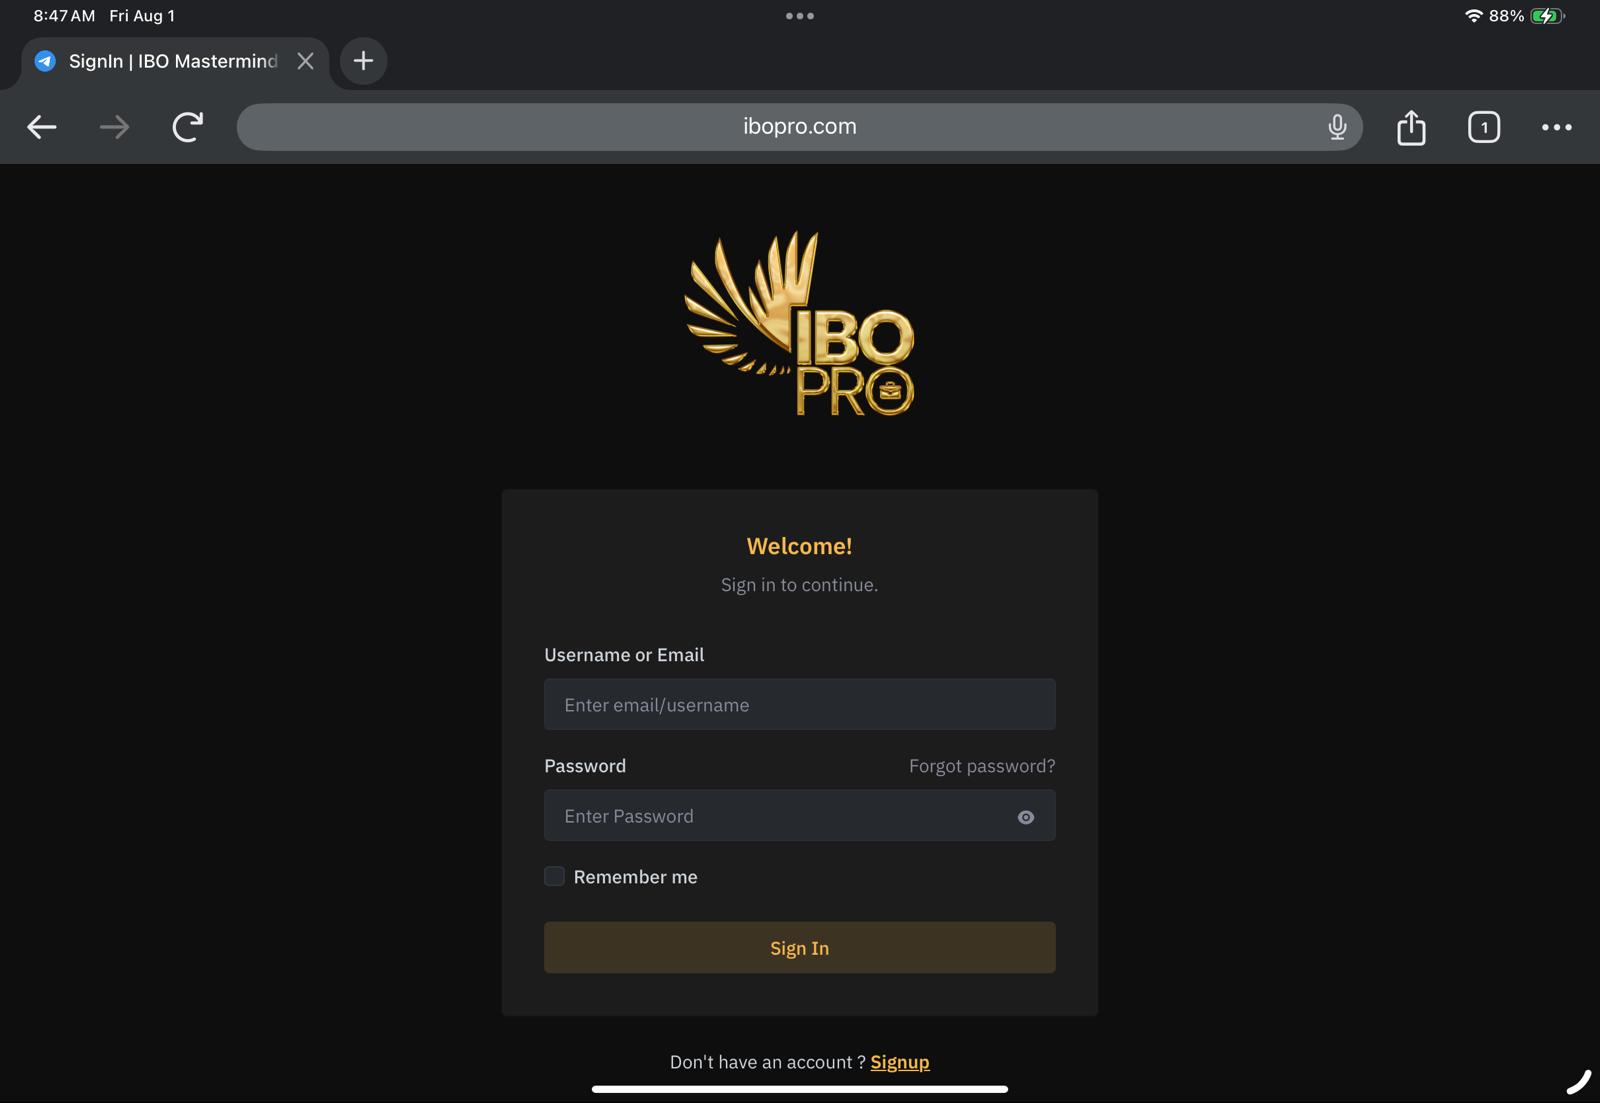 8:47 AM Fri Aug 1
88%
SignIn | IBO Mastermind
ibopro.com
1
IBO
PRO
Welcome!
Sign in to continue.
Username or Email
Enter email/username
Password Forgot password?
Enter Password
Remember me
Sign In
Don't have an account ? Signup